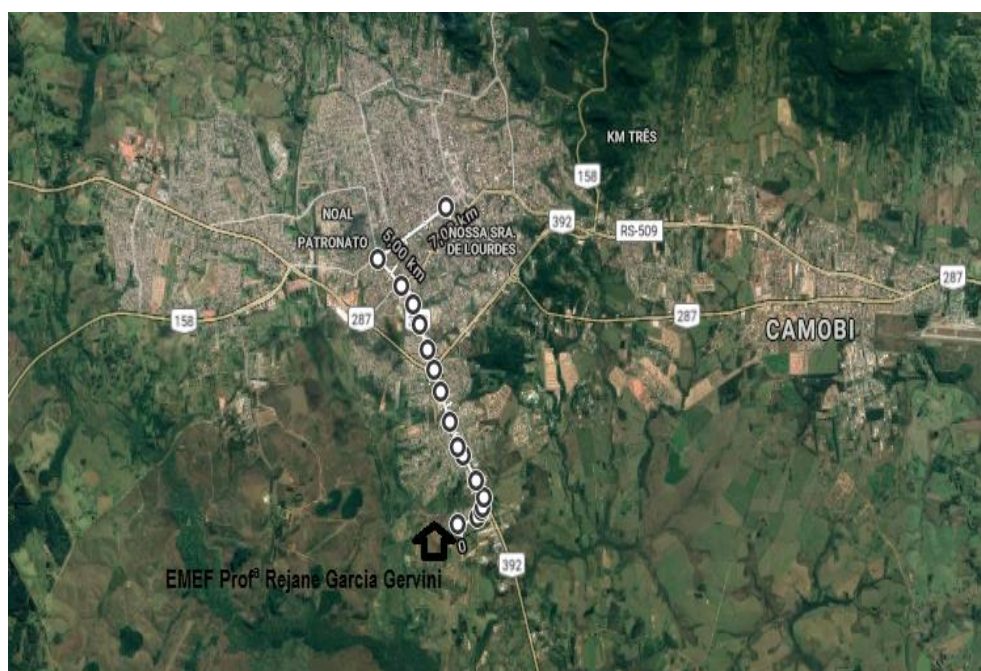 KM TRÊS
158
NOAL
7,00 km
392
RS-509
PATRONATO
5,00 km
NOSSA SRA.
DE LOURDES
287
158
287
287
CAMOBI
0
EMEF Profª Rejane Garcia Gervini
392